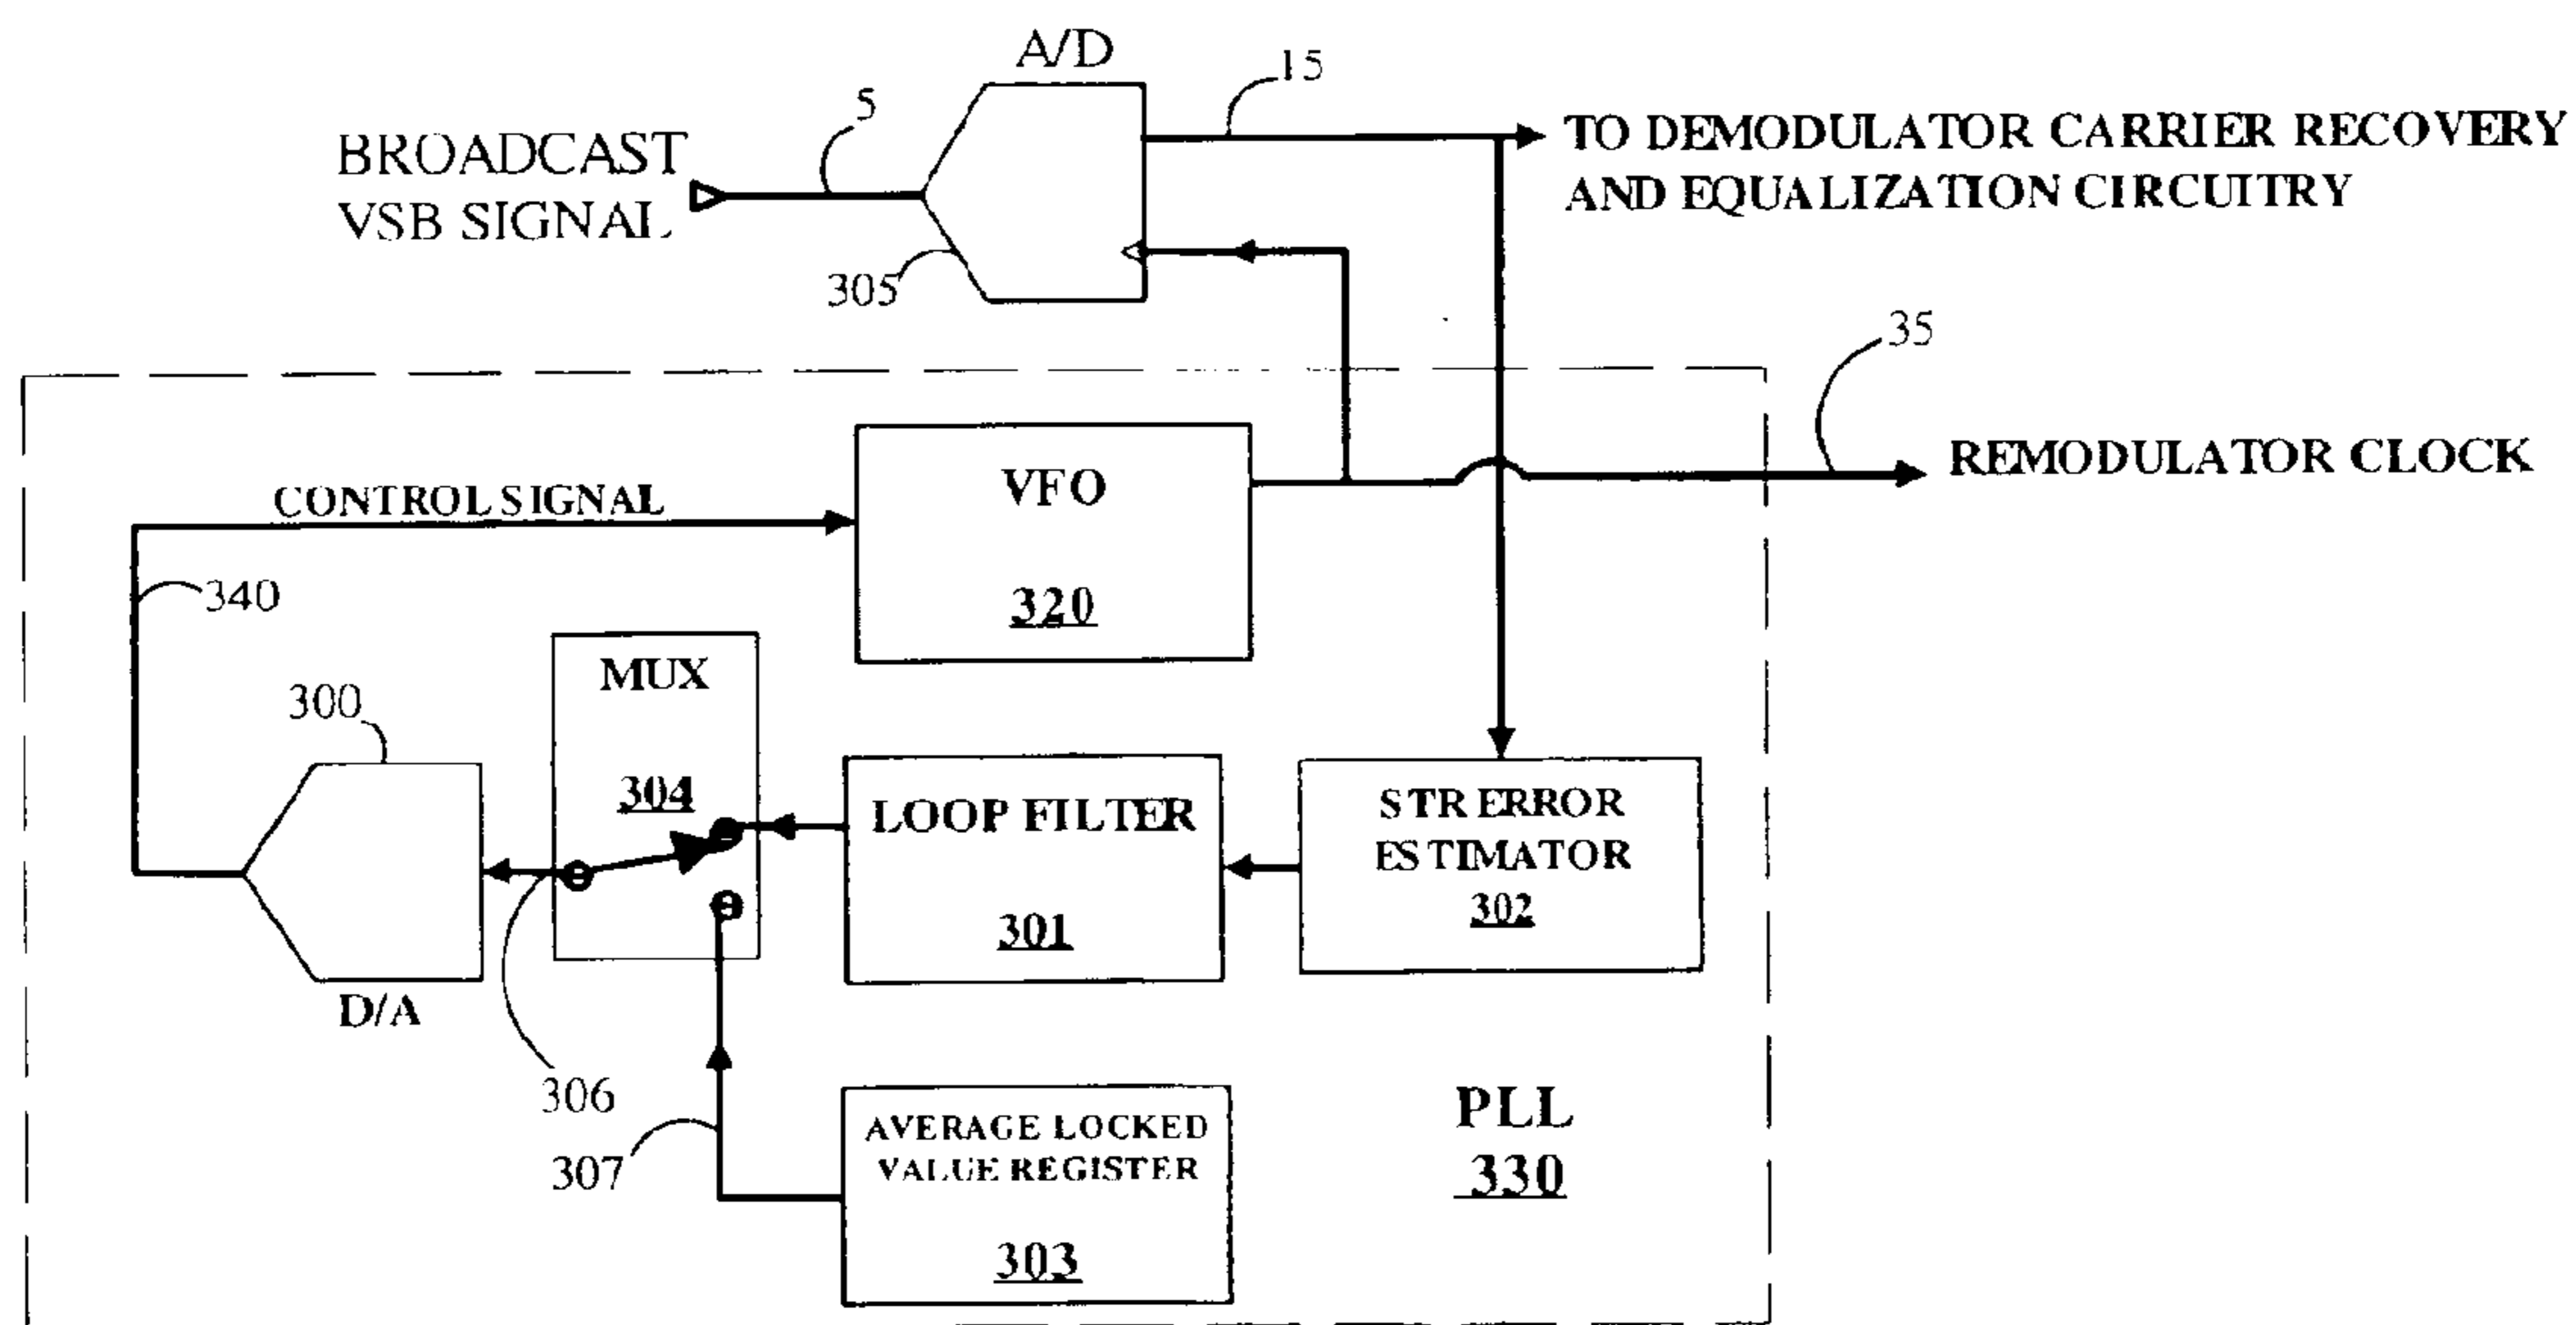 A/D
15
5
BROADCAST
VSB SIGNAL
TO DEMODULATOR CARRIER RECOVERY
AND EQUALIZATION CIRCUITRY
305
35
REMODULATOR CLOCK
CONTROL SIGNAL
VFO
320
340
MUX
304
300
D/A
LOOP FILTER
301
STR ERROR
ESTIMATOR
302
306
307
AVERAGE LOCKED
VALUE REGISTER
303
PLL
330